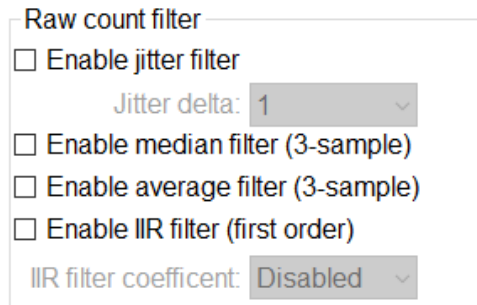 Raw count filter
Enable jitter filter
Jitter delta: 1
Enable median filter (3-sample)
Enable average filter (3-sample)
Enable IIR filter (first order)
IIR filter coefficent: Disabled